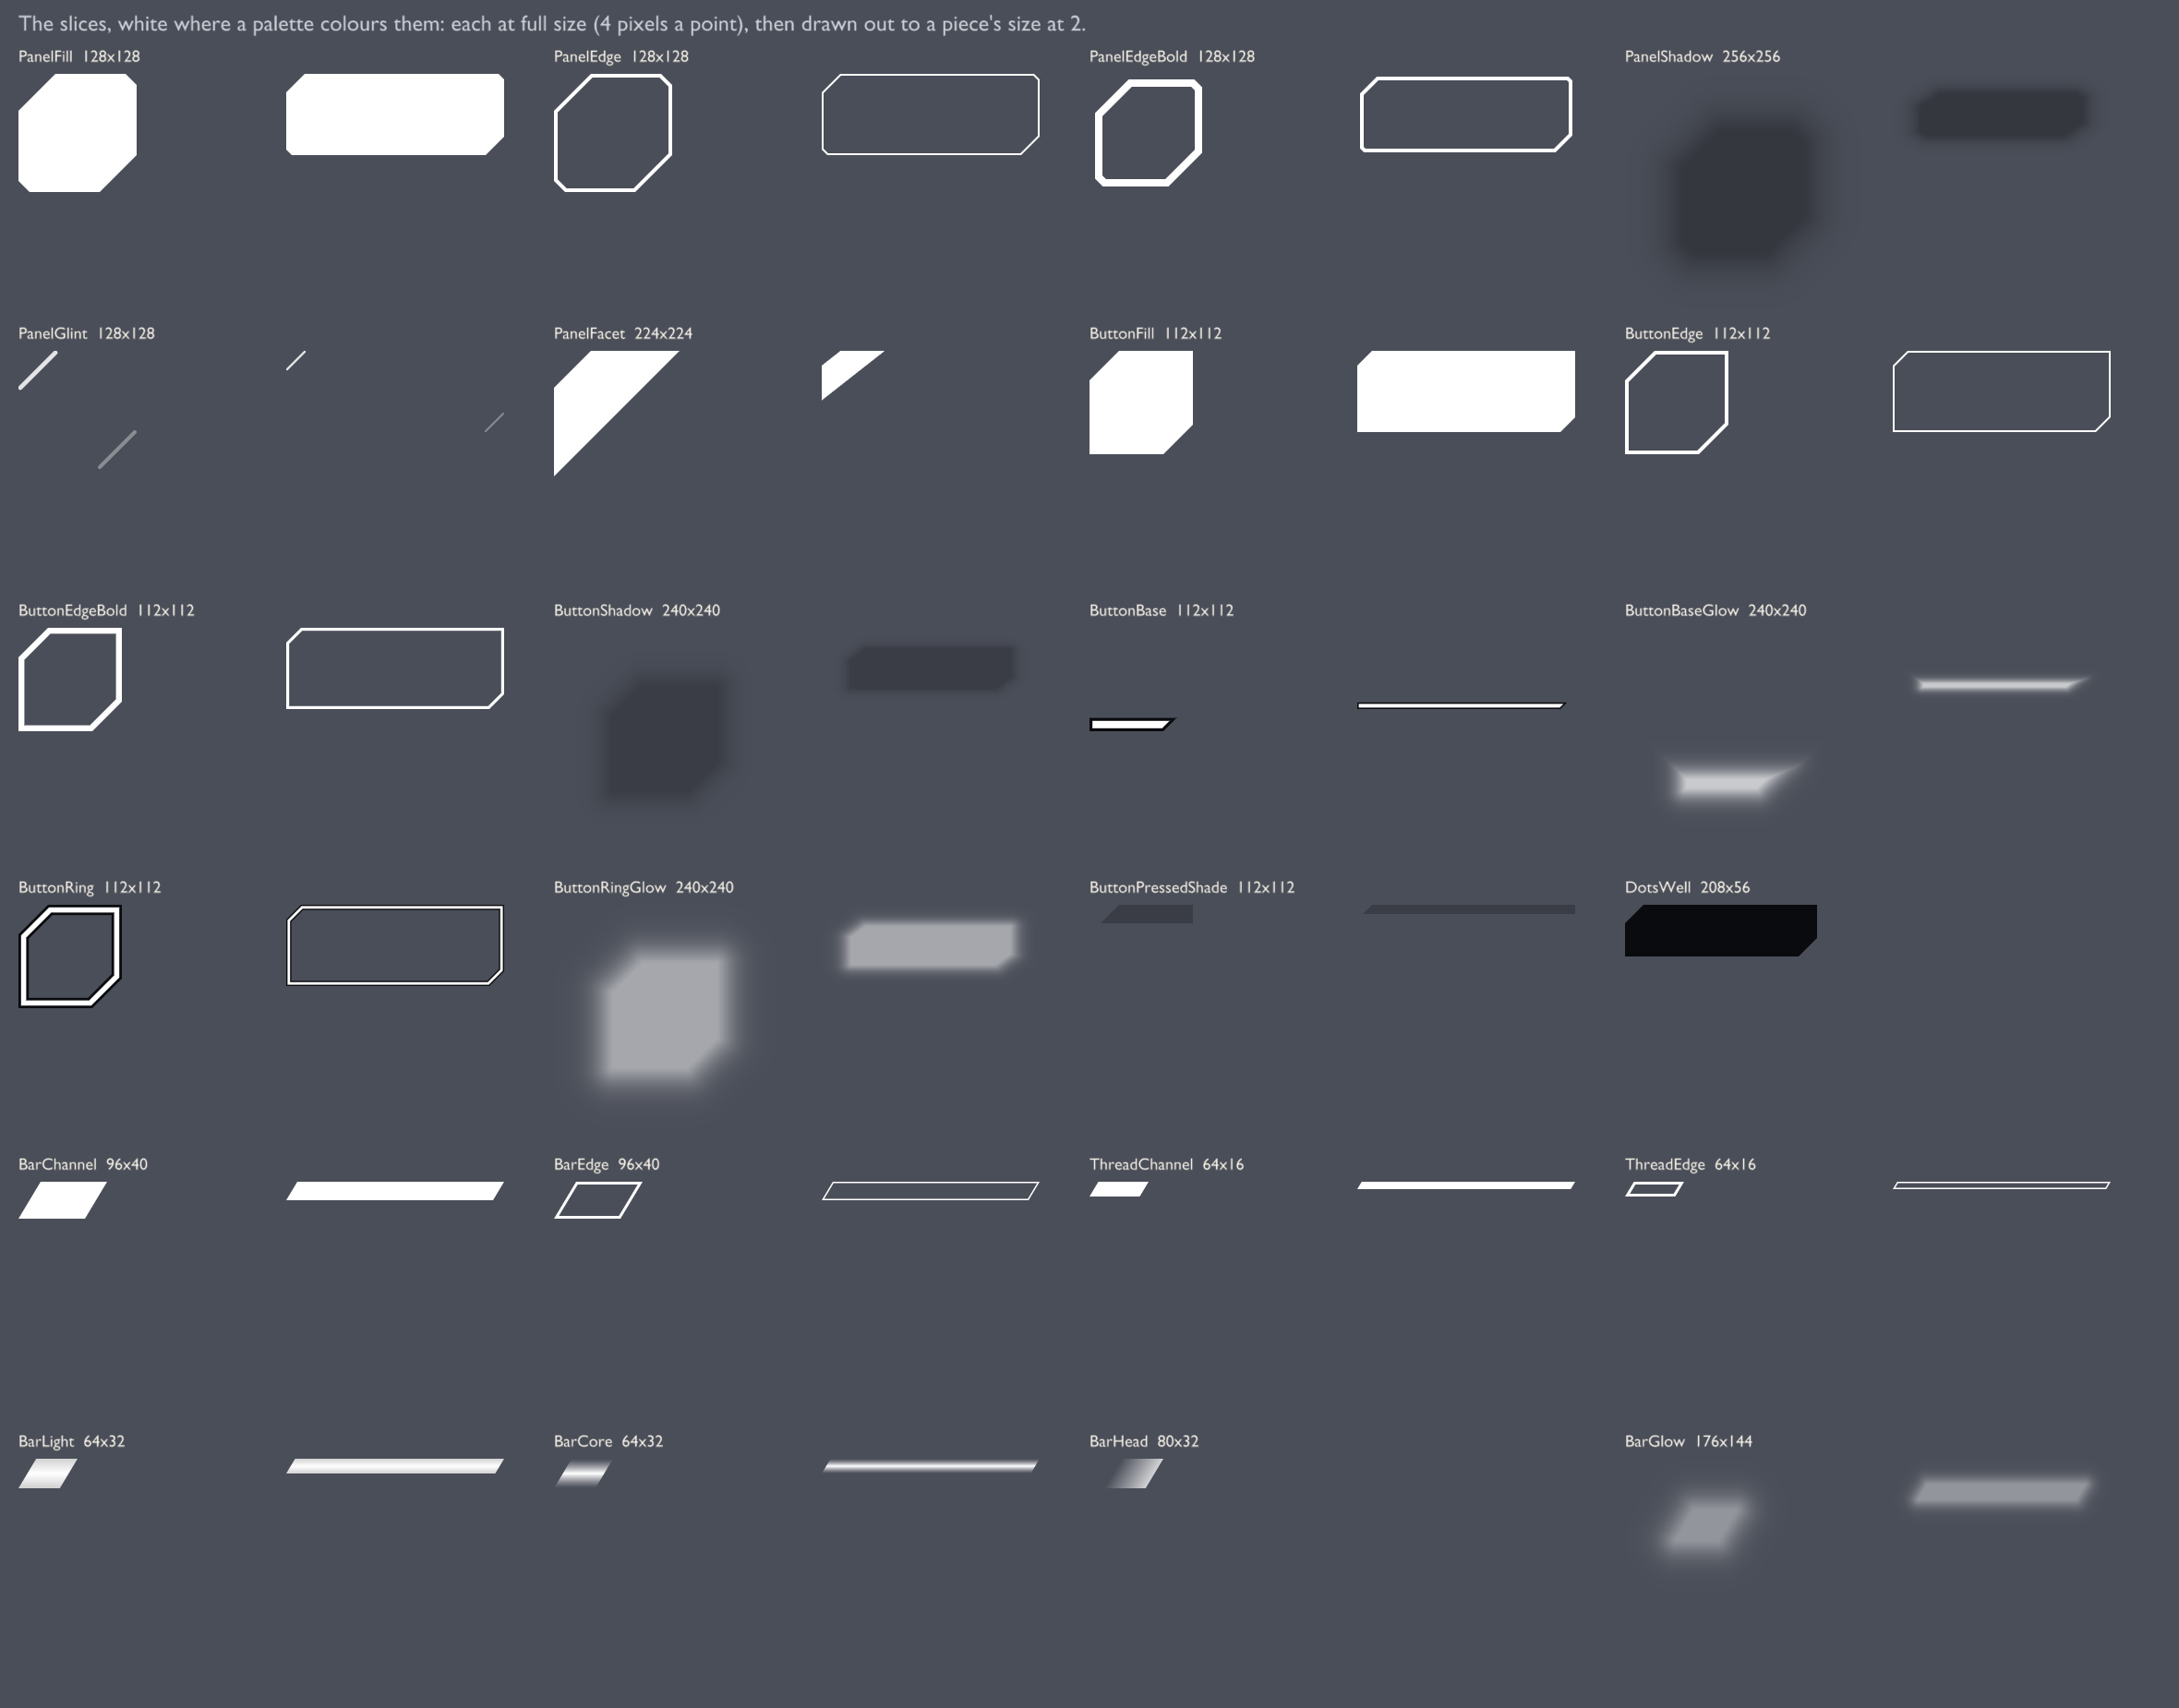 The slices, white where a palette colours them: each at full size (4 pixels a point), then drawn out to a piece's size at 2.
PanelFill 128x128
PanelEdge 128x128
PanelEdgeBold 128x128
PanelShadow 256x256
PanelGlint 128x128
PanelFacet 224x224
ButtonFill 112x112
ButtonEdge 112x112
ButtonEdgeBold 112x112
ButtonShadow 240x240
ButtonBase 112x112
ButtonBaseGlow 240x240
ButtonRing 112x112
ButtonRingGlow 240x240
ButtonPressedShade 112x112
DotsWell 208x56
BarChannel 96x40
BarEdge 96x40
ThreadChannel 64x16
ThreadEdge 64x16
BarLight 64x32
BarCore 64x32
BarHead 80x32
BarGlow 176x144